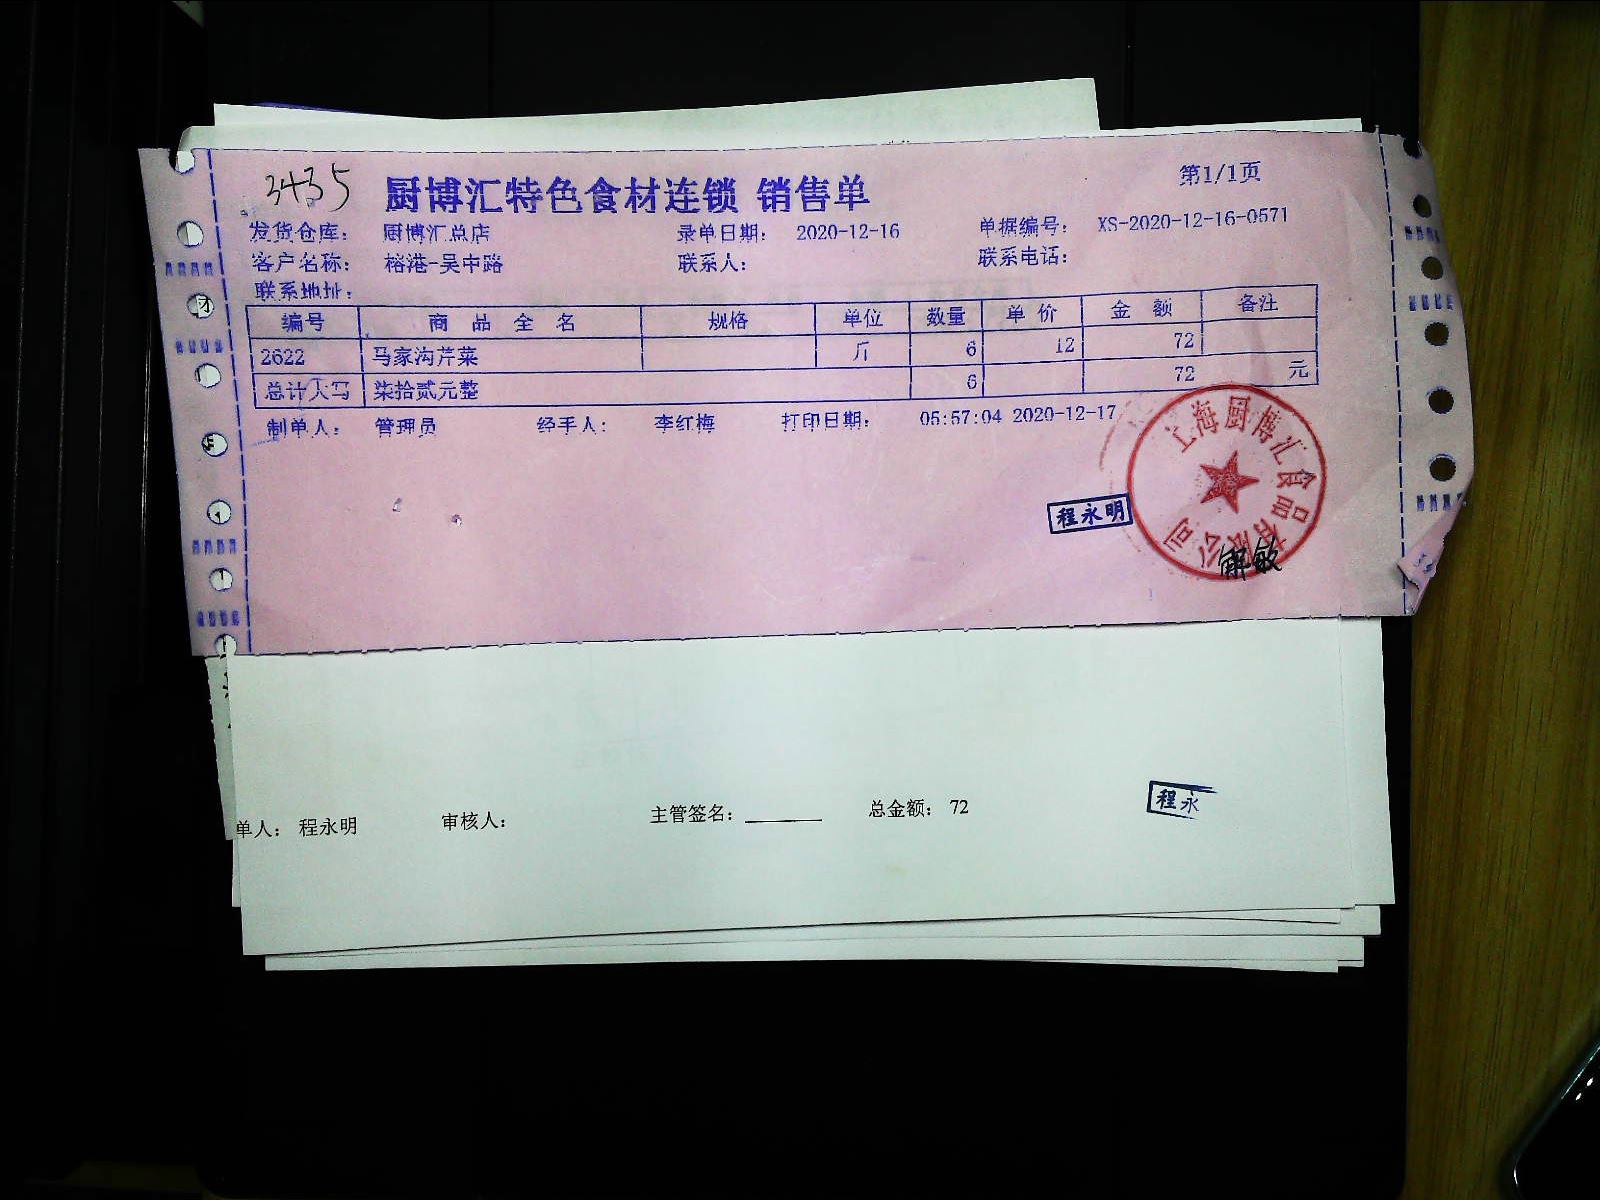 3435
厨博汇特色食材连锁 销售单
第1/1页
发货仓库: 厨博汇总店 录单日期: 2020-12-16 单据编号: XS-2020-12-16-0571
客户名称: 榕港-吴中路 联系人: 联系电话:
联系地址:
编号 商品全名 规格 单位 数量 单价 金额 备注
2622 马家沟芹菜 斤 6 12 72
总计大写 柒拾贰元整 6 72 元
制单人: 管理员 经手人: 李红梅 打印日期: 05:57:04 2020-12-17
上海厨博汇食品有限公司
程永明
解敏
单人: 程永明 审核人: 主管签名: 总金额: 72
程永